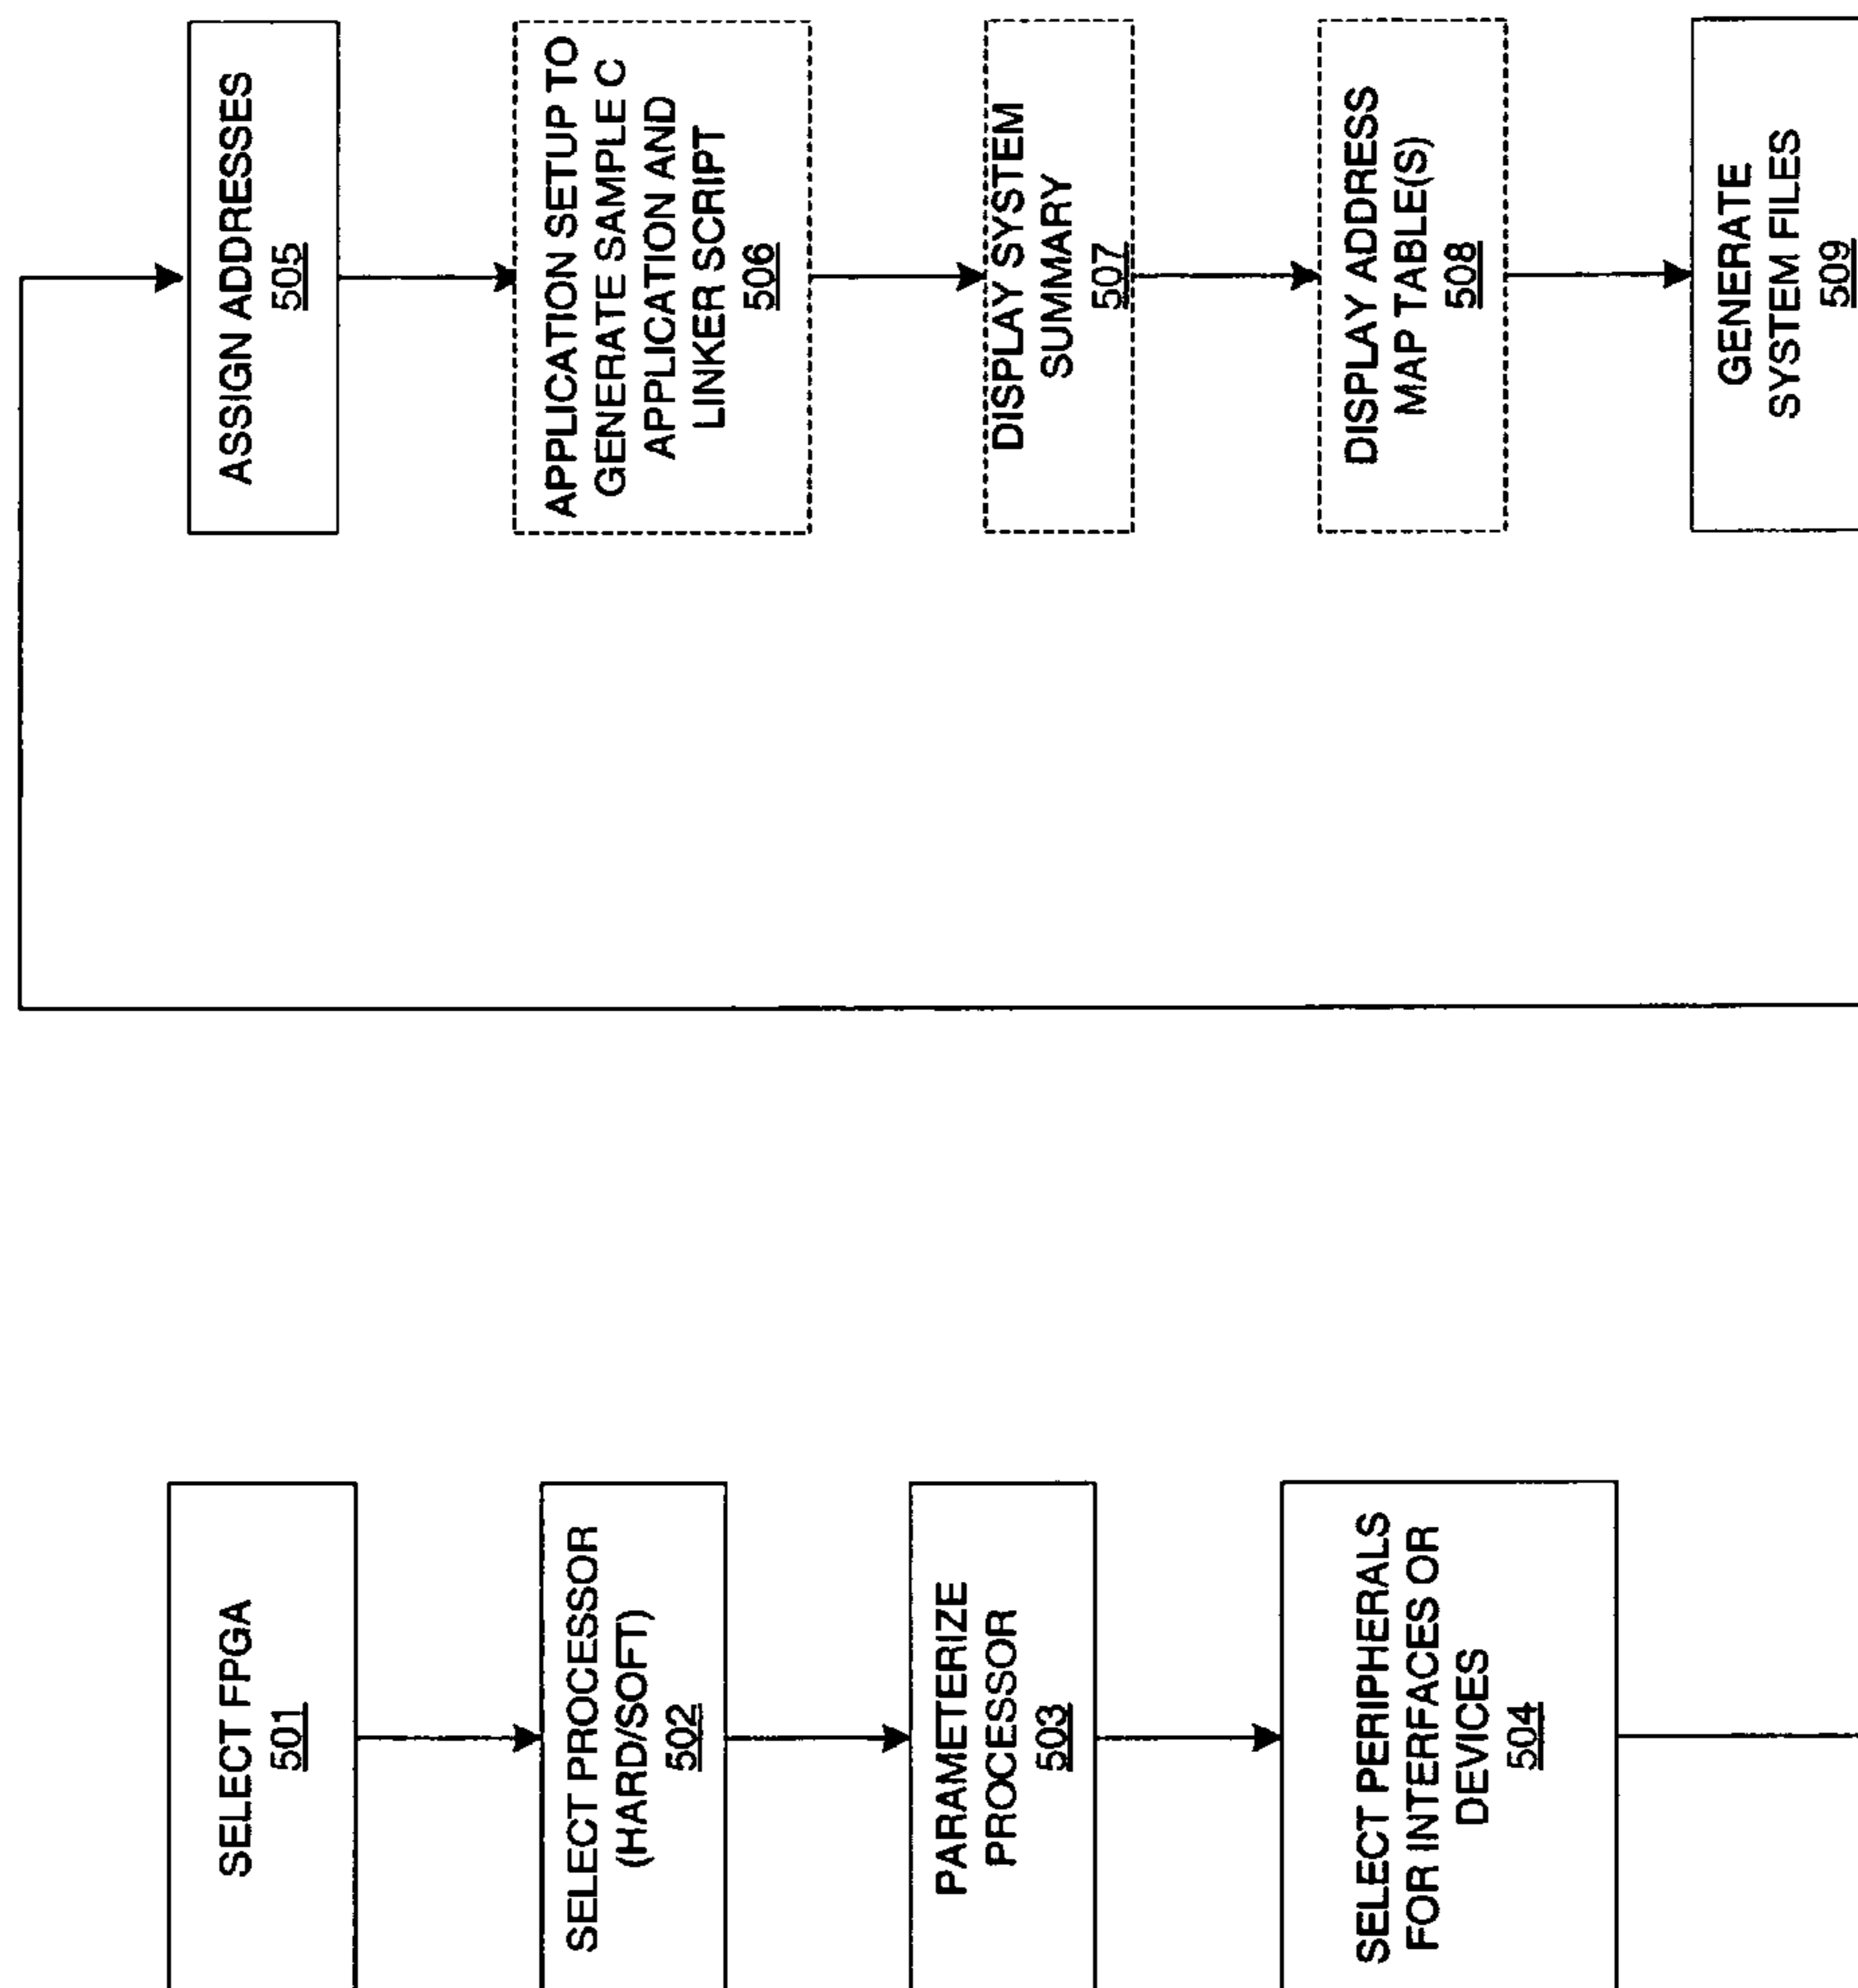 SELECT FPGA
501
SELECT PROCESSOR
(HARD/SOFT)
502
PARAMETERIZE
PROCESSOR
503
SELECT PERIPHERALS
FOR INTERFACES OR
DEVICES
504
ASSIGN ADDRESSES
505
APPLICATION SETUP TO
GENERATE SAMPLE C
APPLICATION AND
LINKER SCRIPT
506
DISPLAY SYSTEM
SUMMARY
507
DISPLAY ADDRESS
MAP TABLE(S)
508
GENERATE
SYSTEM FILES
509